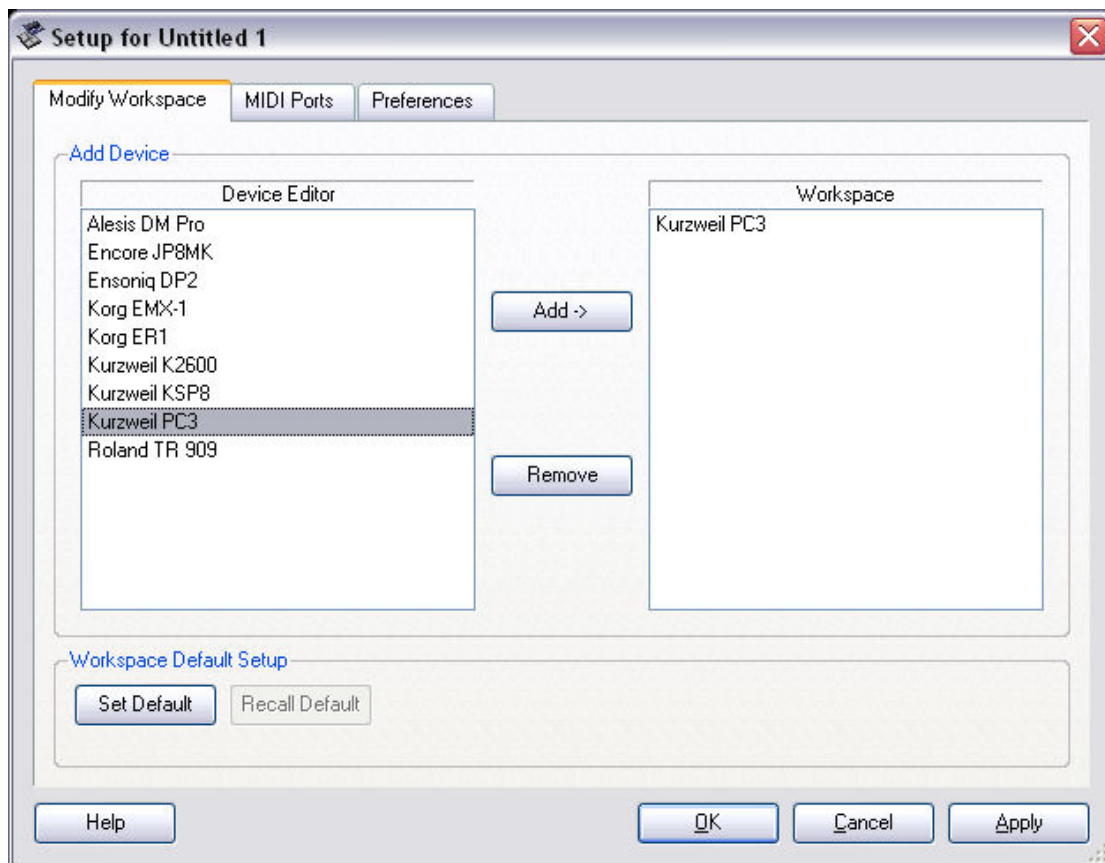 Setup for Untitled 1
Modify Workspace
MIDI Ports
Preferences
Add Device
Device Editor
Alesis DM Pro
Encore JP8MK
Ensoniq DP2
Korg EMX-1
Korg ER1
Kurzweil K2600
Kurzweil KSP8
Kurzweil PC3
Roland TR 909
Add ->
Remove
Workspace
Kurzweil PC3
Workspace Default Setup
Set Default
Recall Default
Help
OK
Cancel
Apply